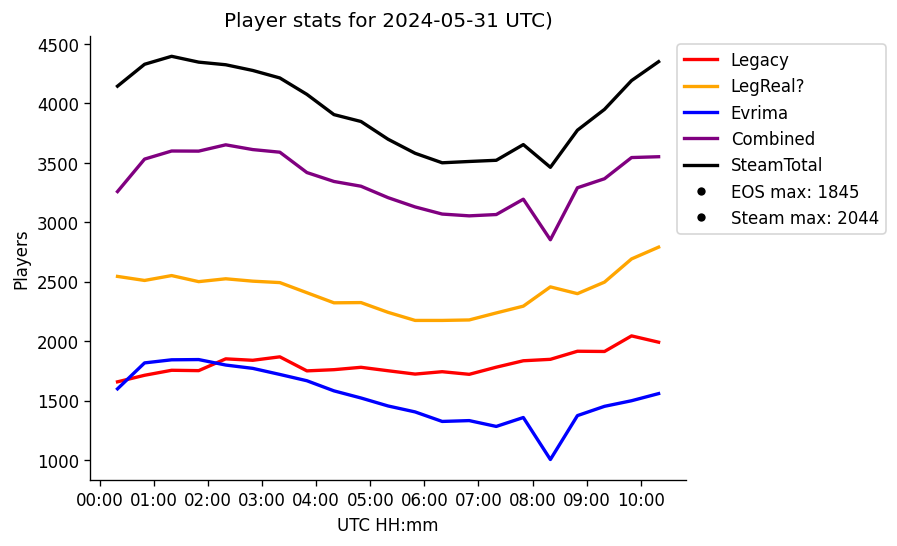 Player stats for 2024-05-31 UTC)
Players
4500
4000
3500
3000
2500
2000
1500
1000
00:00 01:00 02:00 03:00 04:00 05:00 06:00 07:00 08:00 09:00 10:00
UTC HH:mm
Legacy
LegReal?
Evrima
Combined
SteamTotal
EOS max: 1845
Steam max: 2044